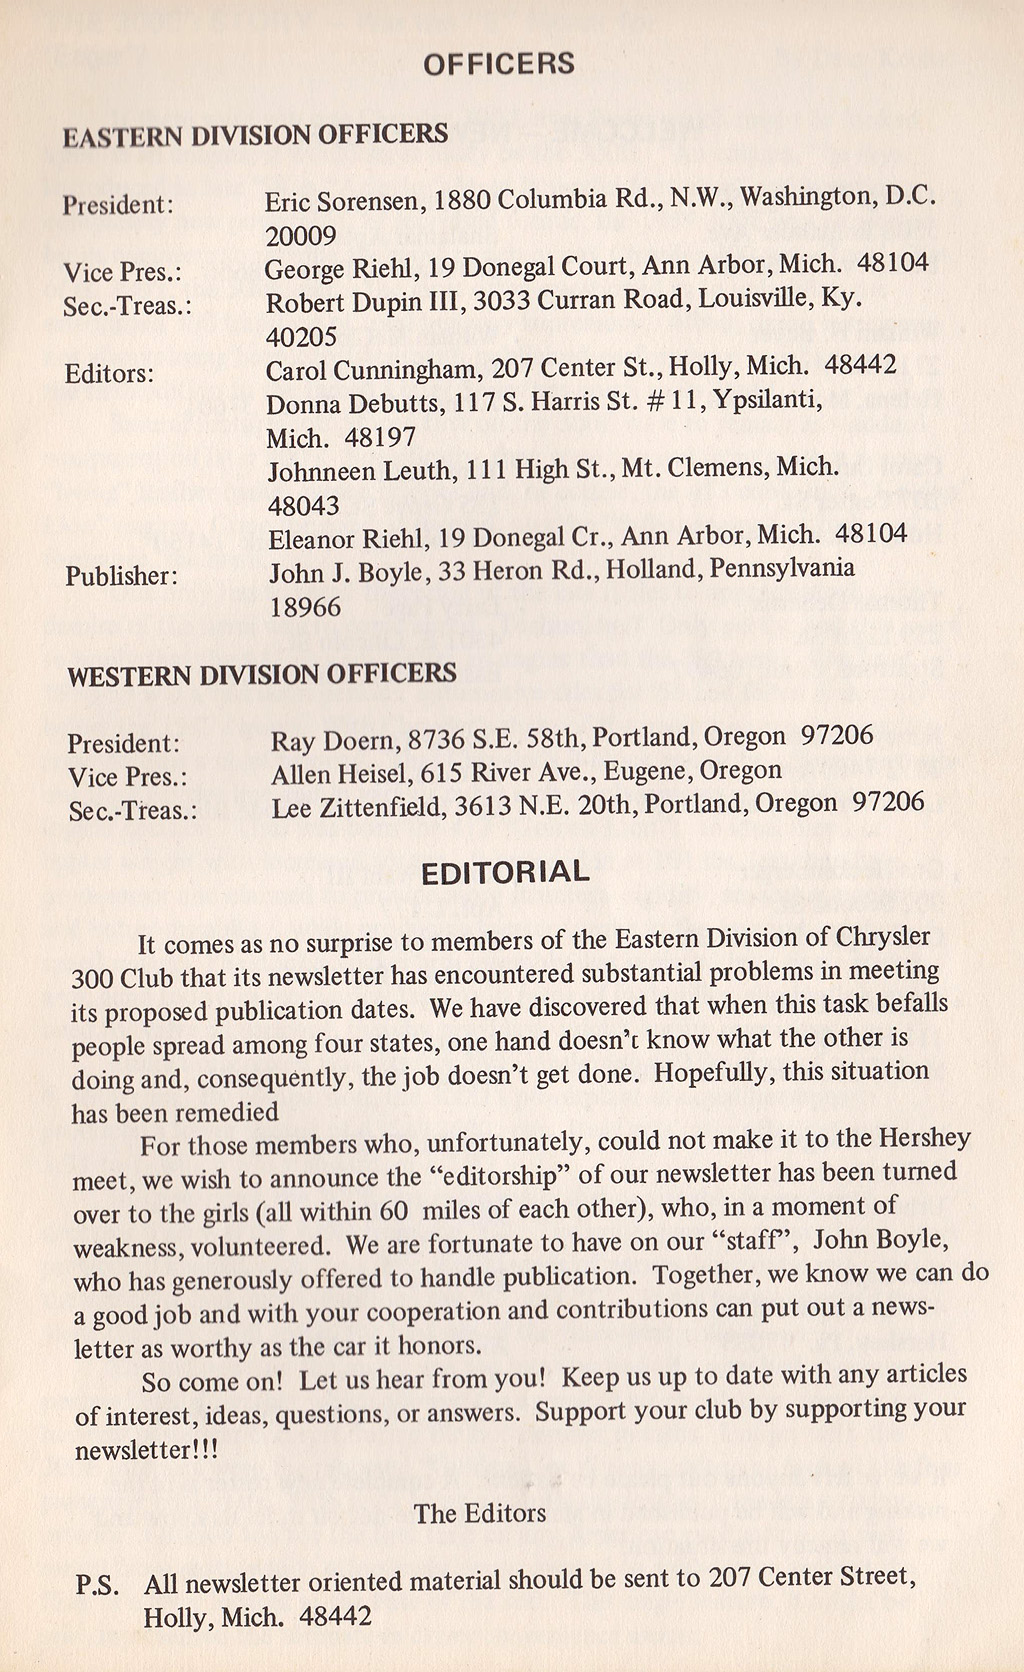 OFFICERS
EASTERN DIVISION OFFICERS
President: Eric Sorensen, 1880 Columbia Rd., N.W., Washington, D.C.
20009
Vice Pres.: George Riehl, 19 Donegal Court, Ann Arbor, Mich. 48104
Sec.-Treas.: Robert Dupin III, 3033 Curran Road, Louisville, Ky.
40205
Editors: Carol Cunningham, 207 Center St., Holly, Mich. 48442
Donna Debutts, 117 S. Harris St. # 11, Ypsilanti,
Mich. 48197
Johnneen Leuth, 111 High St., Mt. Clemens, Mich.
48043
Eleanor Riehl, 19 Donegal Cr., Ann Arbor, Mich. 48104
Publisher: John J. Boyle, 33 Heron Rd., Holland, Pennsylvania
18966
WESTERN DIVISION OFFICERS
President: Ray Doern, 8736 S.E. 58th, Portland, Oregon 97206
Vice Pres.: Allen Heisel, 615 River Ave., Eugene, Oregon
Sec.-Treas.: Lee Zittenfield, 3613 N.E. 20th, Portland, Oregon 97206
EDITORIAL
It comes as no surprise to members of the Eastern Division of Chrysler
300 Club that its newsletter has encountered substantial problems in meeting
its proposed publication dates. We have discovered that when this task befalls
people spread among four states, one hand doesn't know what the other is
doing and, consequently, the job doesn't get done. Hopefully, this situation
has been remedied
For those members who, unfortunately, could not make it to the Hershey
meet, we wish to announce the "editorship" of our newsletter has been turned
over to the girls (all within 60 miles of each other), who, in a moment of
weakness, volunteered. We are fortunate to have on our "staff", John Boyle,
who has generously offered to handle publication. Together, we know we can do
a good job and with your cooperation and contributions can put out a news-
letter as worthy as the car it honors.
So come on! Let us hear from you! Keep us up to date with any articles
of interest, ideas, questions, or answers. Support your club by supporting your
newsletter!!!
The Editors
P.S. All newsletter oriented material should be sent to 207 Center Street,
Holly, Mich. 48442